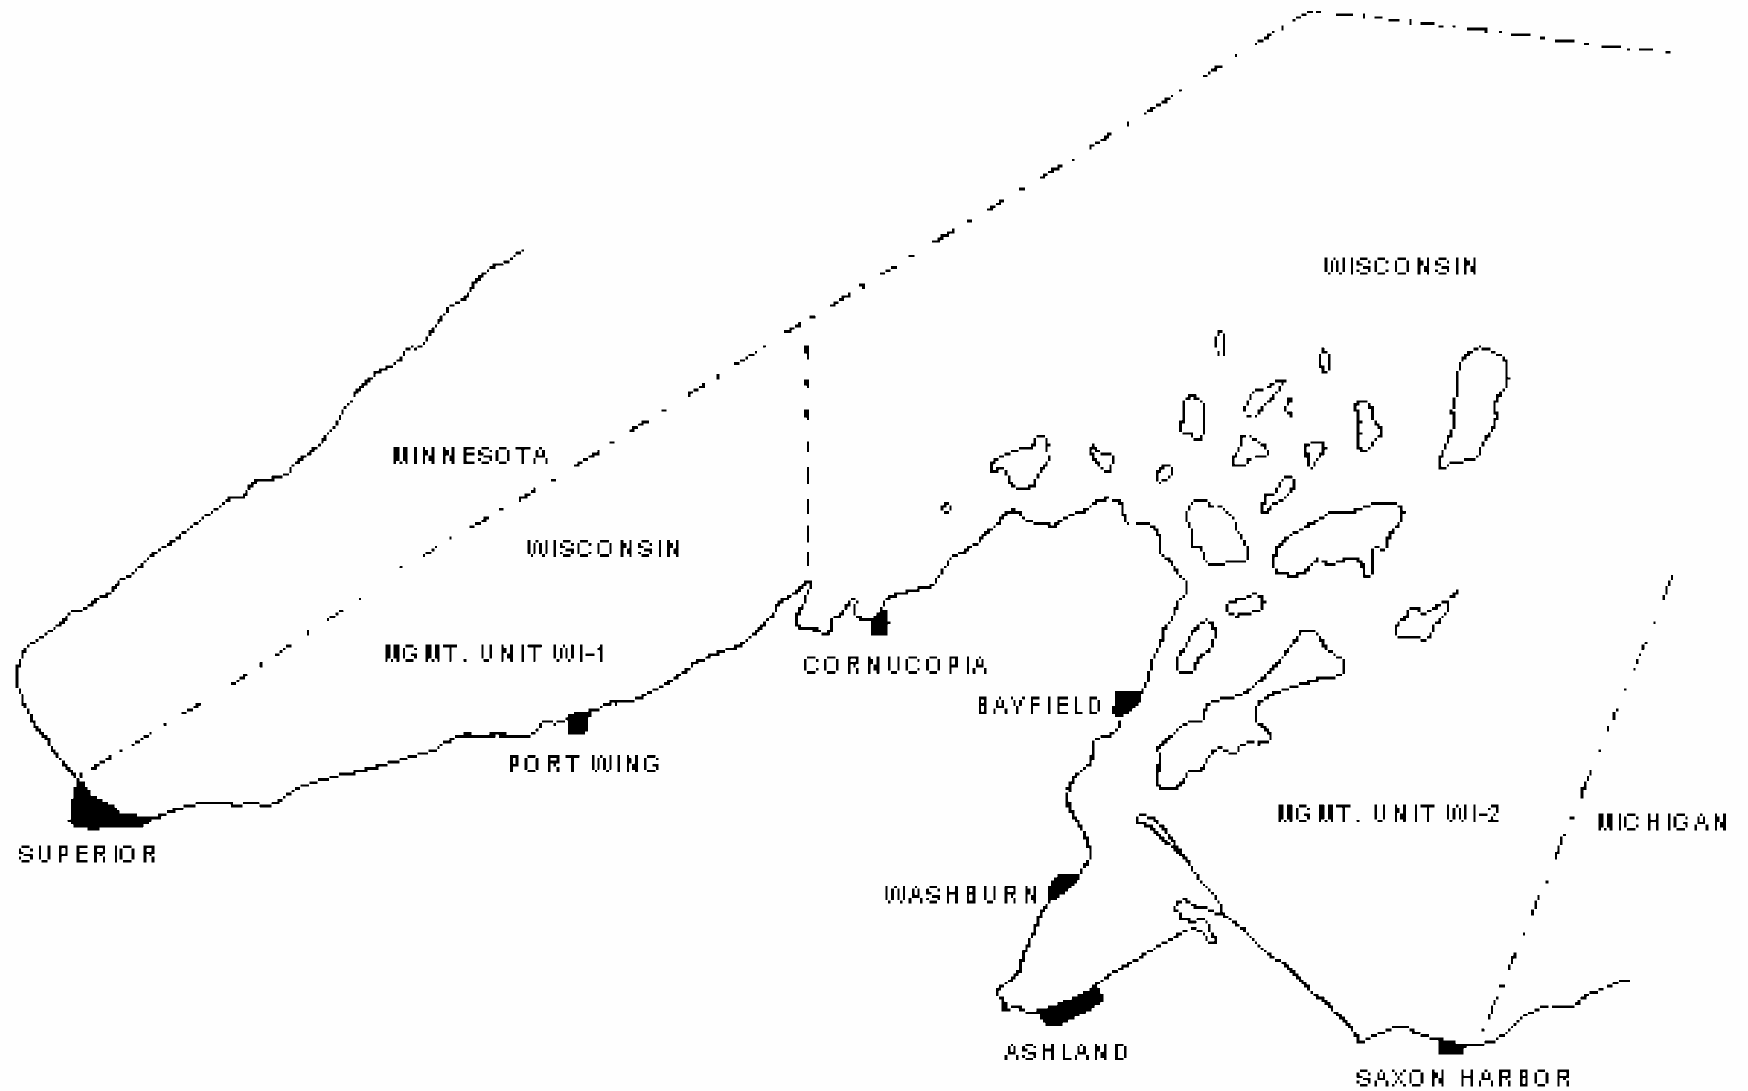 WISCONSIN
MINNESOTA
WISCONSIN
MGMT. UNIT WI-1
CORNUCOPIA
BAYFIELD
PORT WING
MGMT. UNIT WI-2
MICHIGAN
SUPERIOR
WASHBURN
ASHLAND
SAXON HARBOR